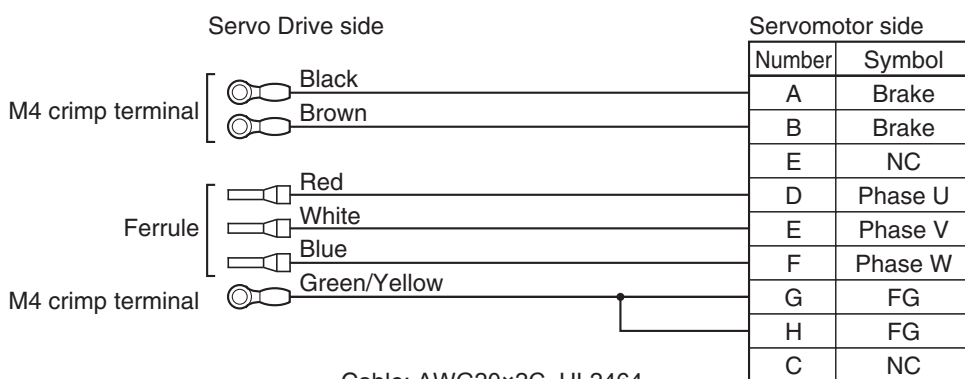 Servo Drive side
Servomotor side
Number Symbol
M4 crimp terminal
Black
A Brake
Brown
B Brake
E NC
Ferrule
Red
D Phase U
White
E Phase V
Blue
F Phase W
M4 crimp terminal
Green/Yellow
G FG
H FG
C NC